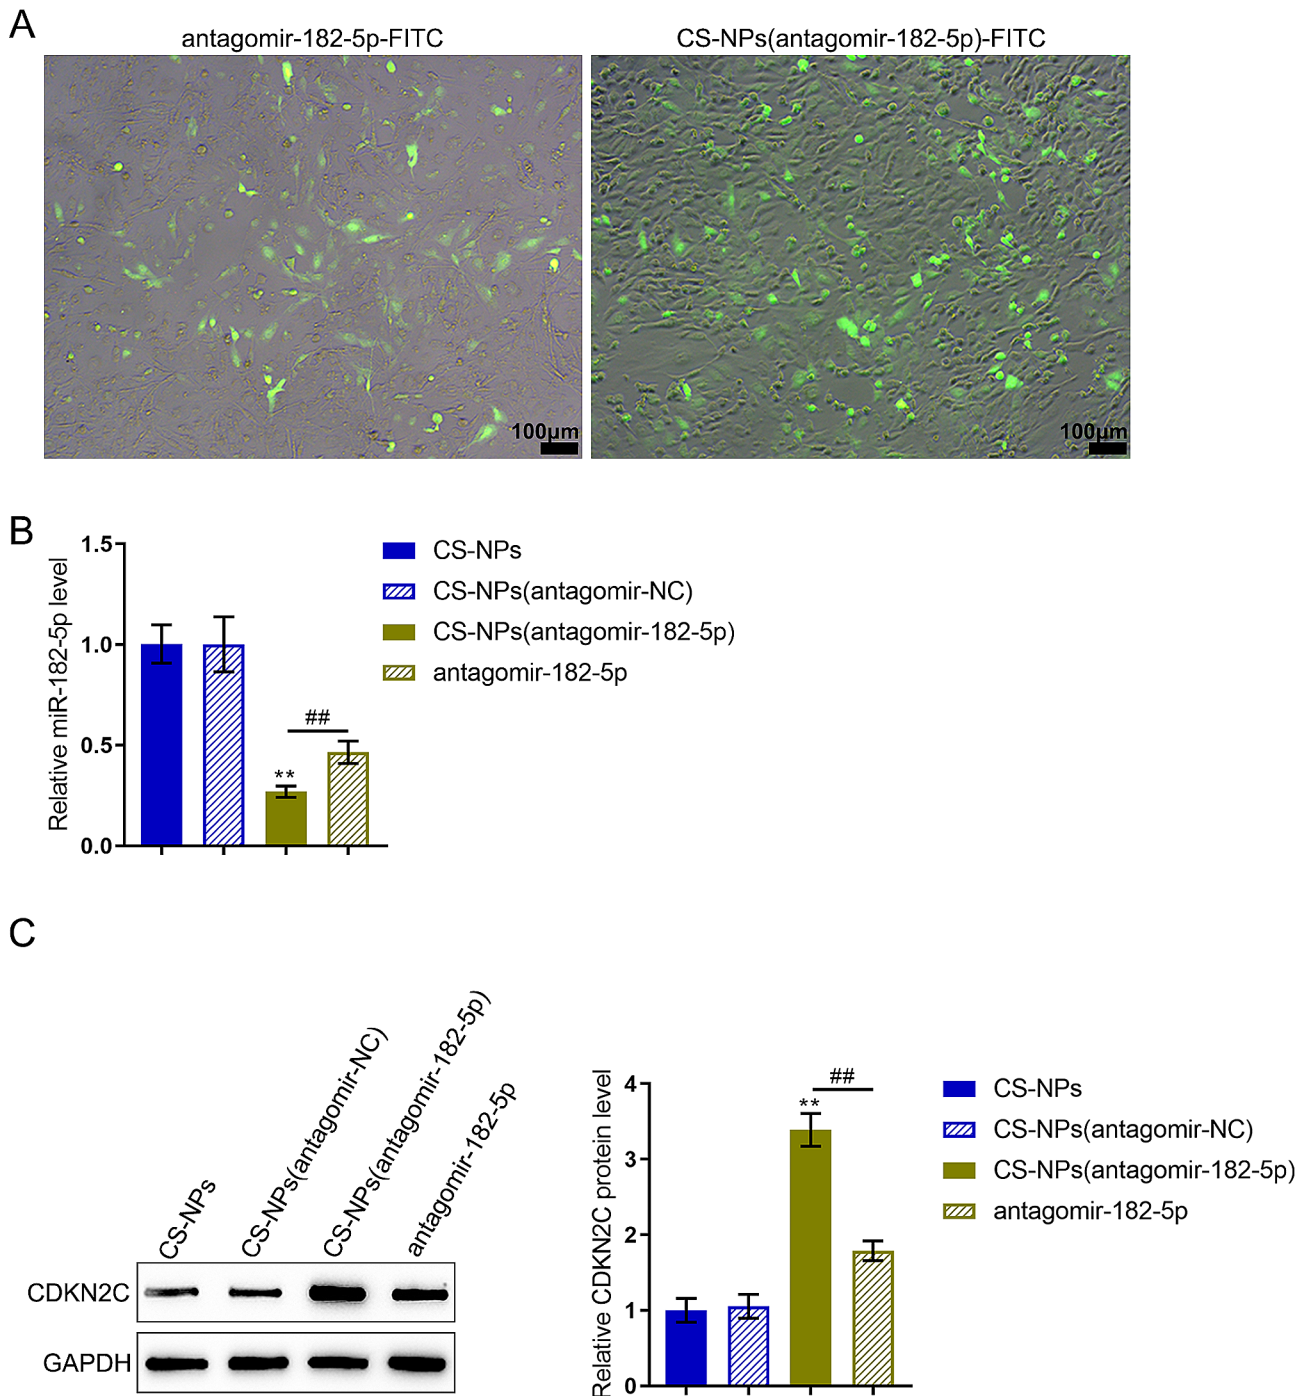 A
antagomir-182-5p-FITC
CS-NPs(antagomir-182-5p)-FITC
100μm
100μm
B
Relative miR-182-5p level
1.5
1.0
0.5
0.0
**
##
CS-NPs
CS-NPs(antagomir-NC)
CS-NPs(antagomir-182-5p)
antagomir-182-5p
C
CS-NPs
CS-NPs(antagomir-NC)
CS-NPs(antagomir-182-5p)
antagomir-182-5p
CDKN2C
GAPDH
Relative CDKN2C protein level
4
3
2
1
0
**
##
CS-NPs
CS-NPs(antagomir-NC)
CS-NPs(antagomir-182-5p)
antagomir-182-5p